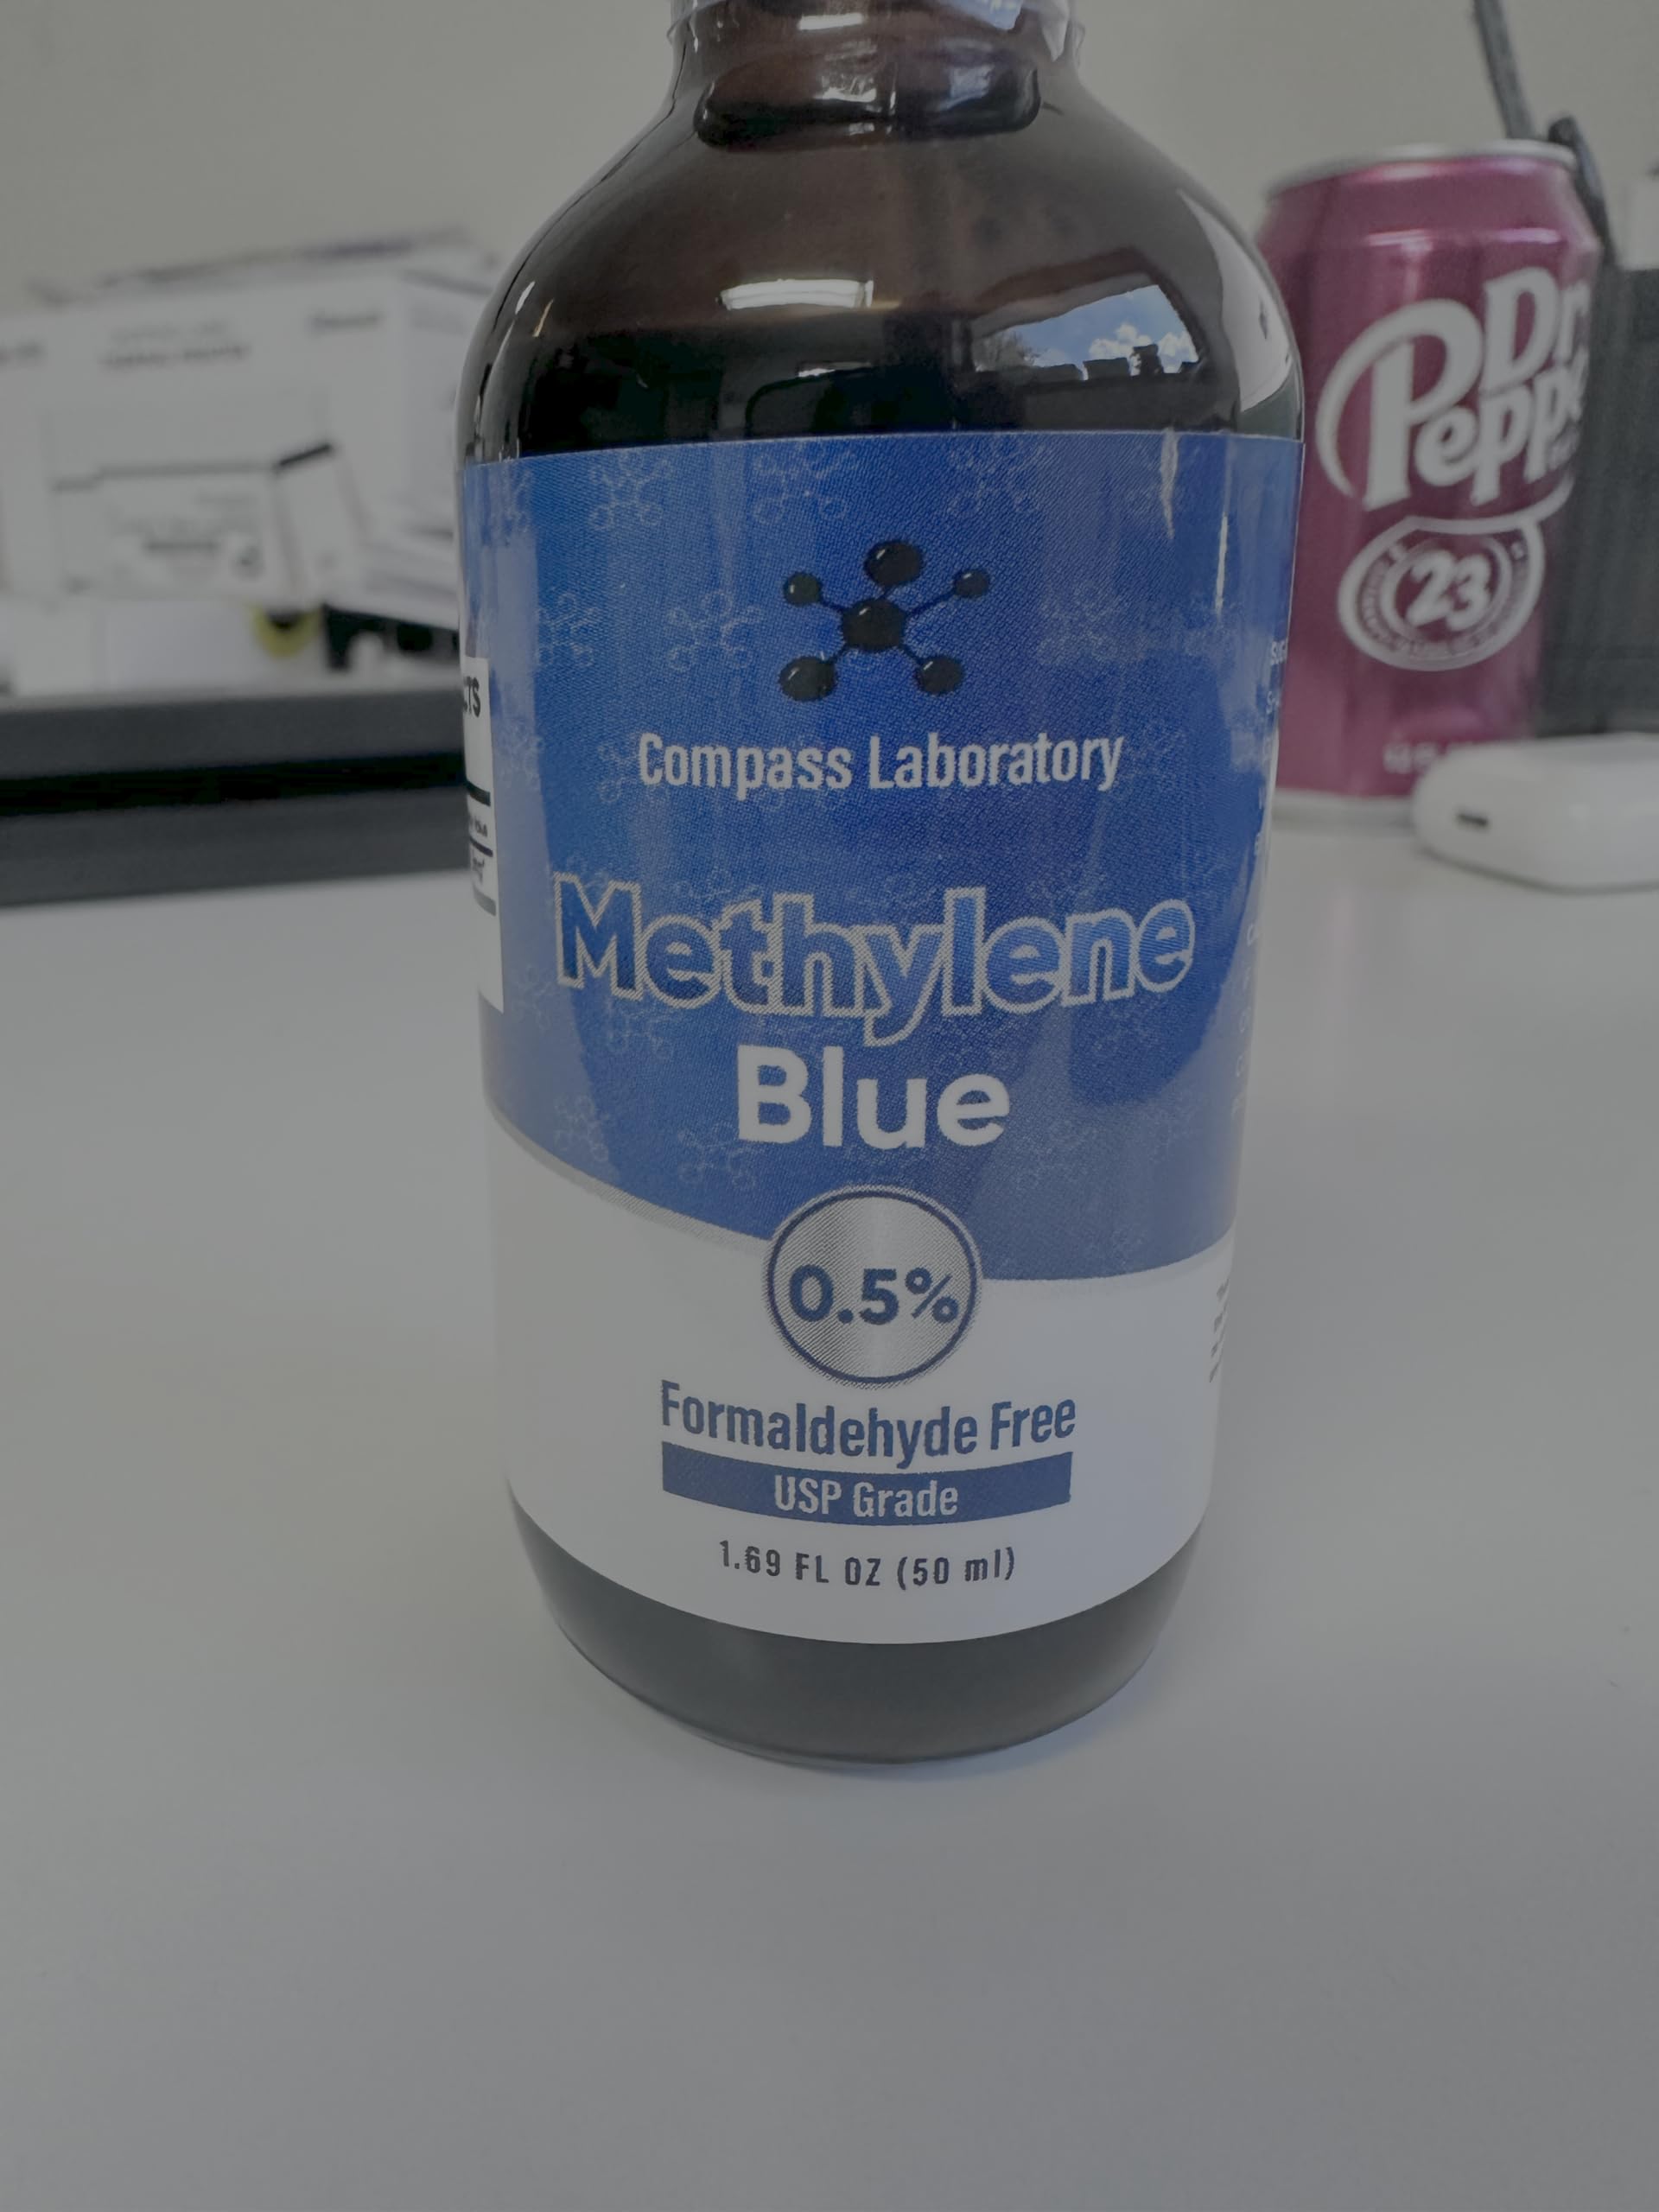 Compass Laboratory
Methylene
Blue
0.5%
Formaldehyde Free
USP Grade
1.69 FL OZ (50 ml)
Dr
Pepper
23